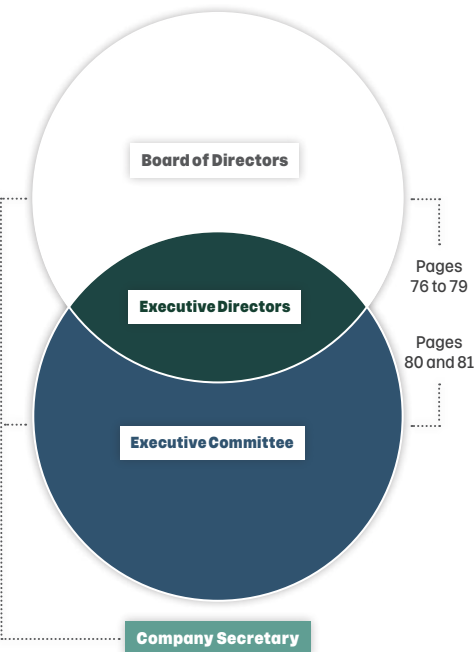 Board of Directors
Pages
76 to 79
Executive Directors
Pages
80 and 81
Executive Committee
Company Secretary